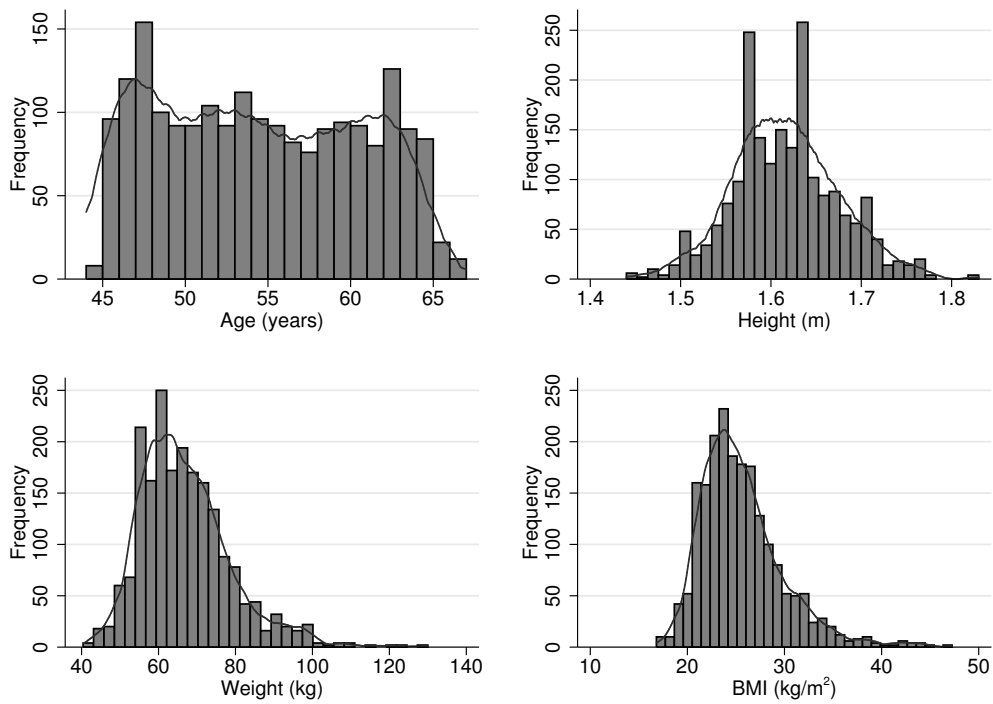 Frequency
0 50 100 150
45 50 55 60 65
Age (years)
Frequency
0 50 100 150 200 250
1.4 1.5 1.6 1.7 1.8
Height (m)
Frequency
0 50 100 150 200 250
40 60 80 100 120 140
Weight (kg)
Frequency
0 50 100 150 200 250
10 20 30 40 50
BMI (kg/m²)